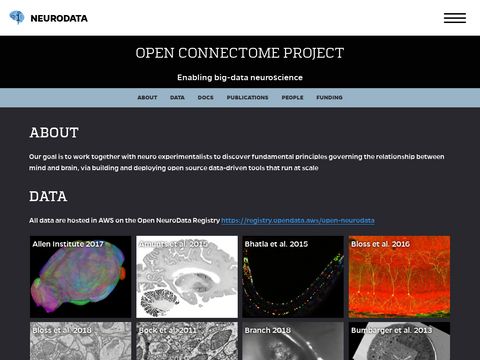 NEURODATA
OPEN CONNECTOME PROJECT
Enabling big-data neuroscience
ABOUT DATA DOCS PUBLICATIONS PEOPLE FUNDING
ABOUT
Our goal is to work together with neuro experimentalists to discover fundamental principles governing the relationship between
mind and brain, via building and deploying open source data-driven tools that run at scale
DATA
All data are hosted in AWS on the Open NeuroData Registry https://registry.opendata.aws/open-neurodata
Allen Institute 2017 Amunts et al. 2013 Bhatla et al. 2015 Bloss et al. 2016
Bloss et al. 2018 Bock et al. 2011 Branch 2018 Bumbarger et al. 2013